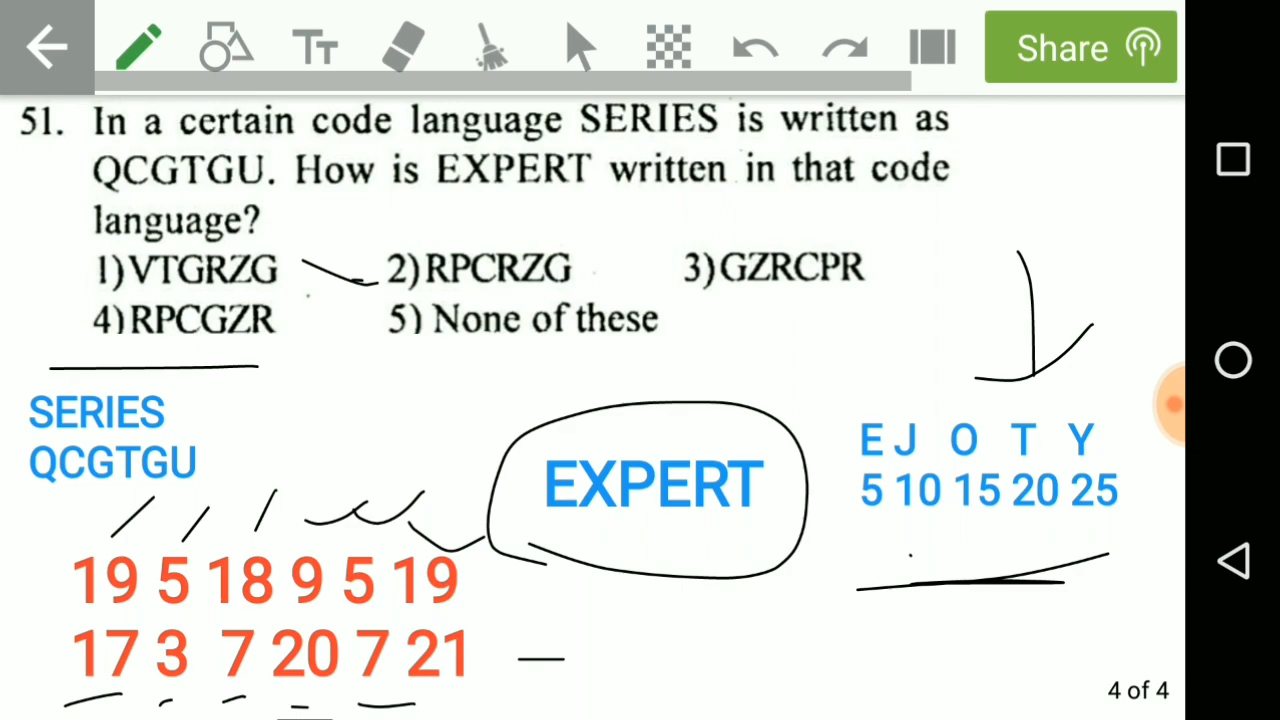 Share
51. In a certain code language SERIES is written as
QCGTGU. How is EXPERT written in that code
language?
1) VTGRZG 2) RPCRZG 3) GZRCPR
4) RPCGZR 5) None of these
SERIES
QCGTGU
EXPERT
E J O T Y
5 10 15 20 25
19 5 18 9 5 19
17 3 7 20 7 21
4 of 4